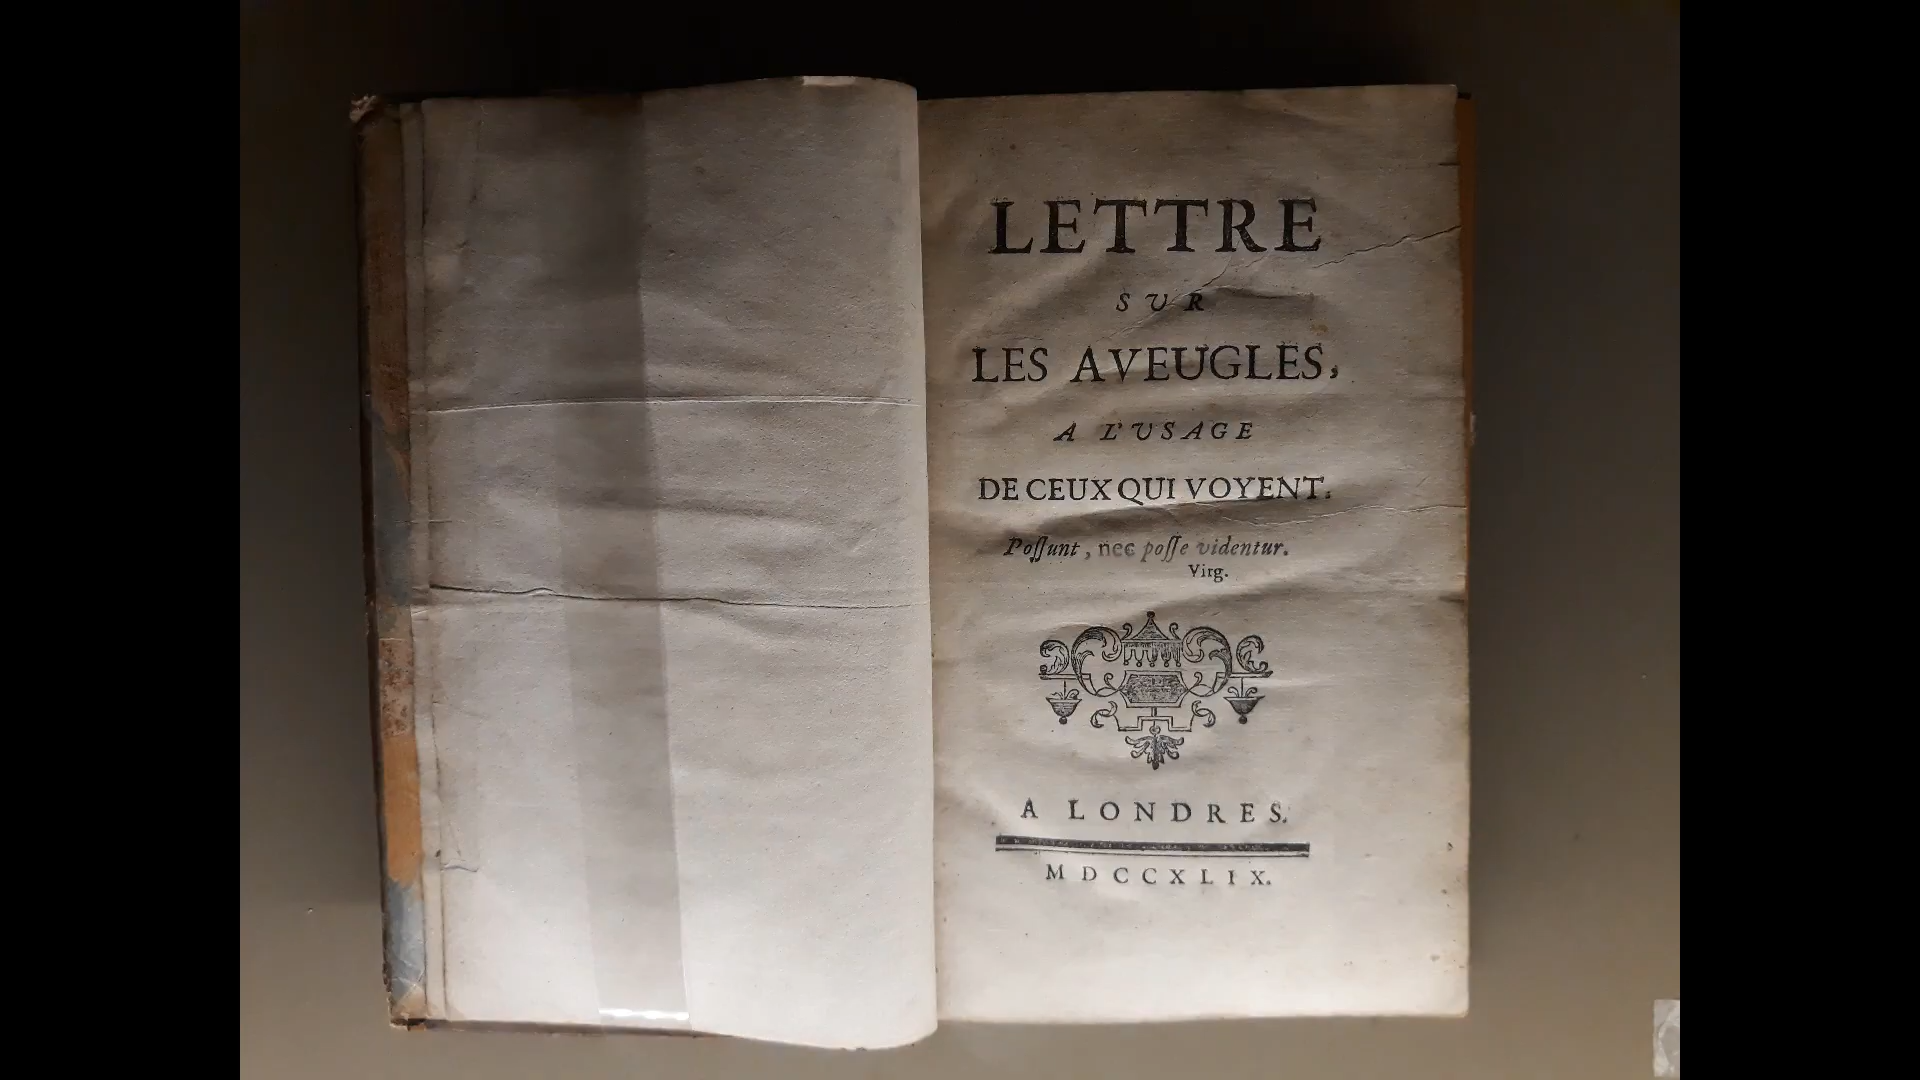 LETTRE
SUR
LES AVEUGLES,
A L'USAGE
DE CEUX QUI VOYENT.
Poſſunt, nec poſſe videntur.
Virg.
A LONDRES.
MDCCXLIX.